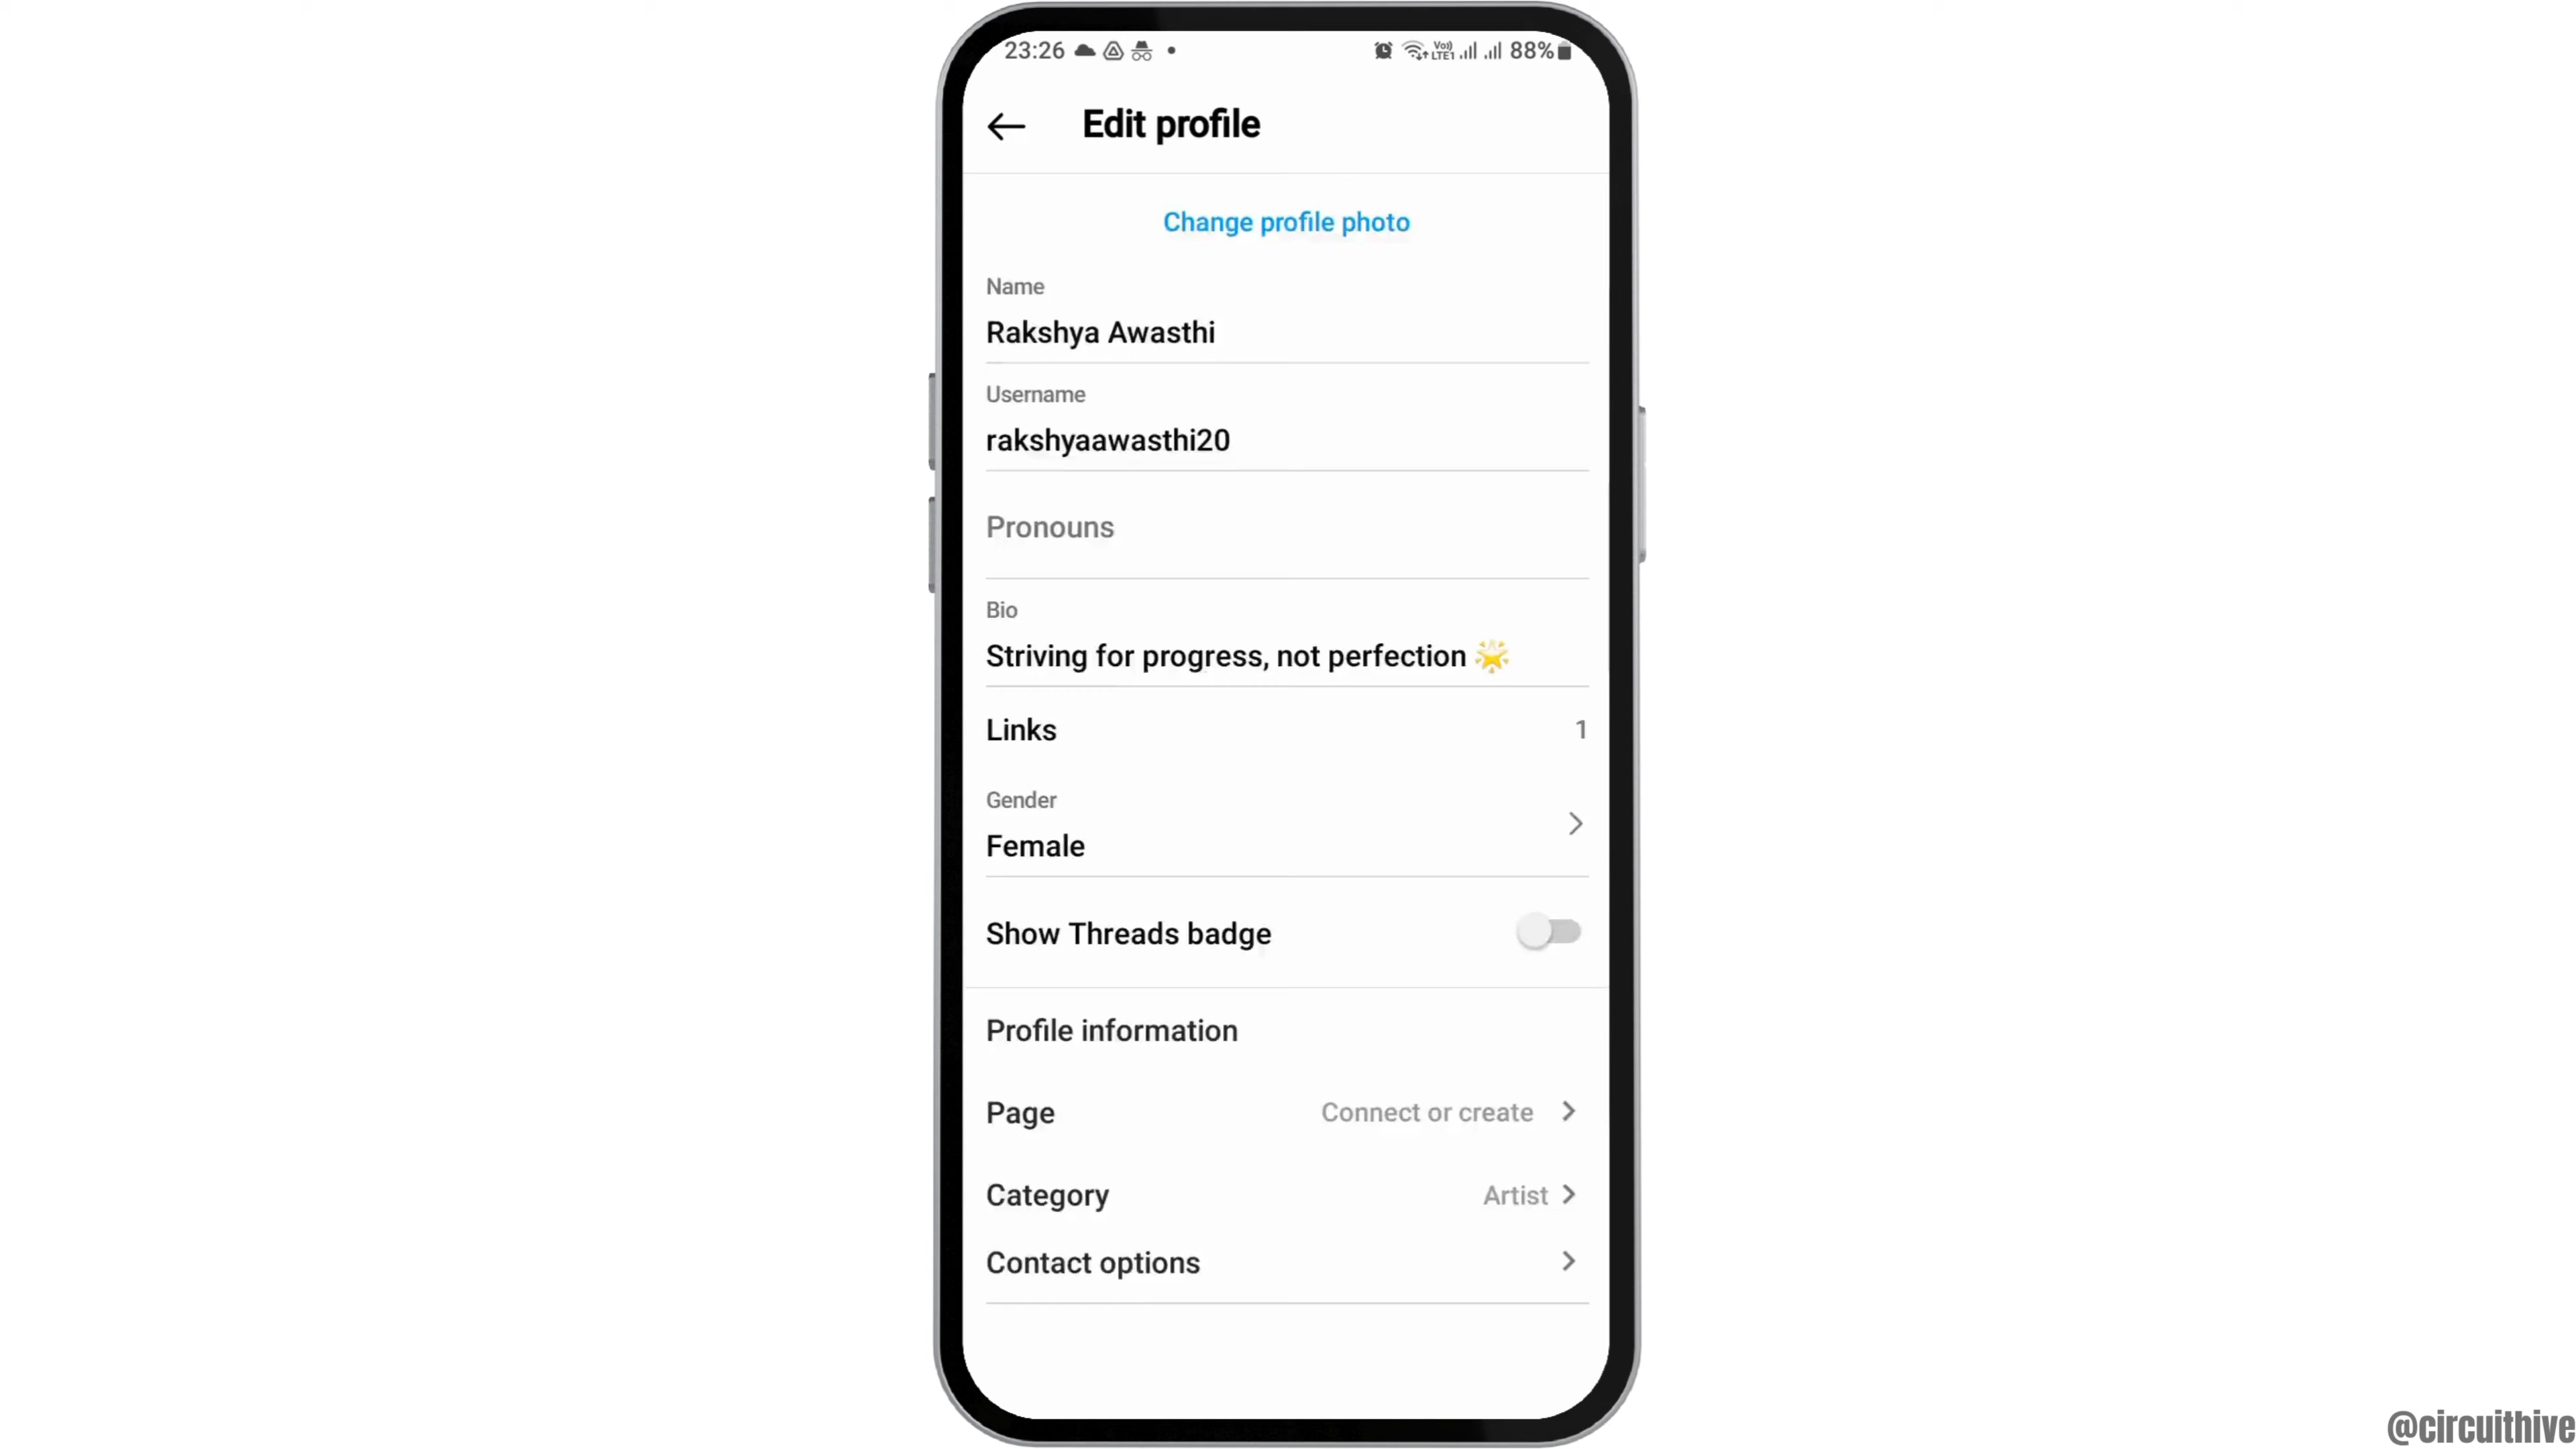 23:26 Vo) LTE1 88%
Edit profile
Change profile photo
Name
Rakshya Awasthi
Username
rakshyaawasthi20
Pronouns
Bio
Striving for progress, not perfection 🌟
Links 1
Gender
Female
Show Threads badge
Profile information
Page Connect or create
Category Artist
Contact options
@circuithive